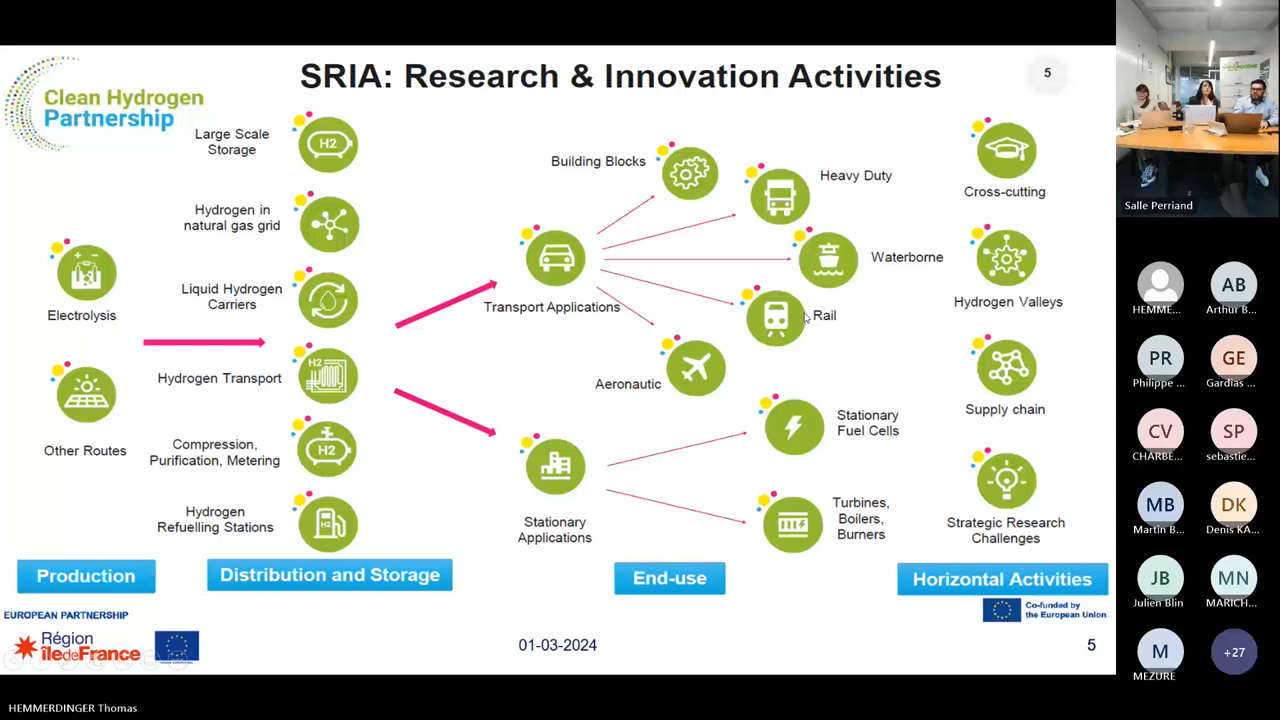 SRIA: Research & Innovation Activities
5
Clean Hydrogen
Partnership
Large Scale
Storage
H2
Hydrogen in
natural gas grid
Liquid Hydrogen
Carriers
Electrolysis
Hydrogen Transport
H2
Other Routes
Compression,
Purification, Metering
H2
Hydrogen
Refuelling Stations
H2
Building Blocks
Heavy Duty
Waterborne
Transport Applications
Rail
Aeronautic
Stationary
Fuel Cells
Stationary
Applications
Turbines,
Boilers,
Burners
Cross-cutting
Hydrogen Valleys
Supply chain
Strategic Research
Challenges
Production
Distribution and Storage
End-use
Horizontal Activities
EUROPEAN PARTNERSHIP
Co-funded by
the European Union
Région
îledeFrance
01-03-2024
5
Salle Perriand
HEMME...
AB
Arthur B...
PR
Philippe ...
GE
Gardias ...
CV
CHARBE...
SP
sebastie...
MB
Martin B...
DK
Denis KA...
JB
Julien Blin
MN
MARICH...
M
MEZURE
+27
HEMMERDINGER Thomas